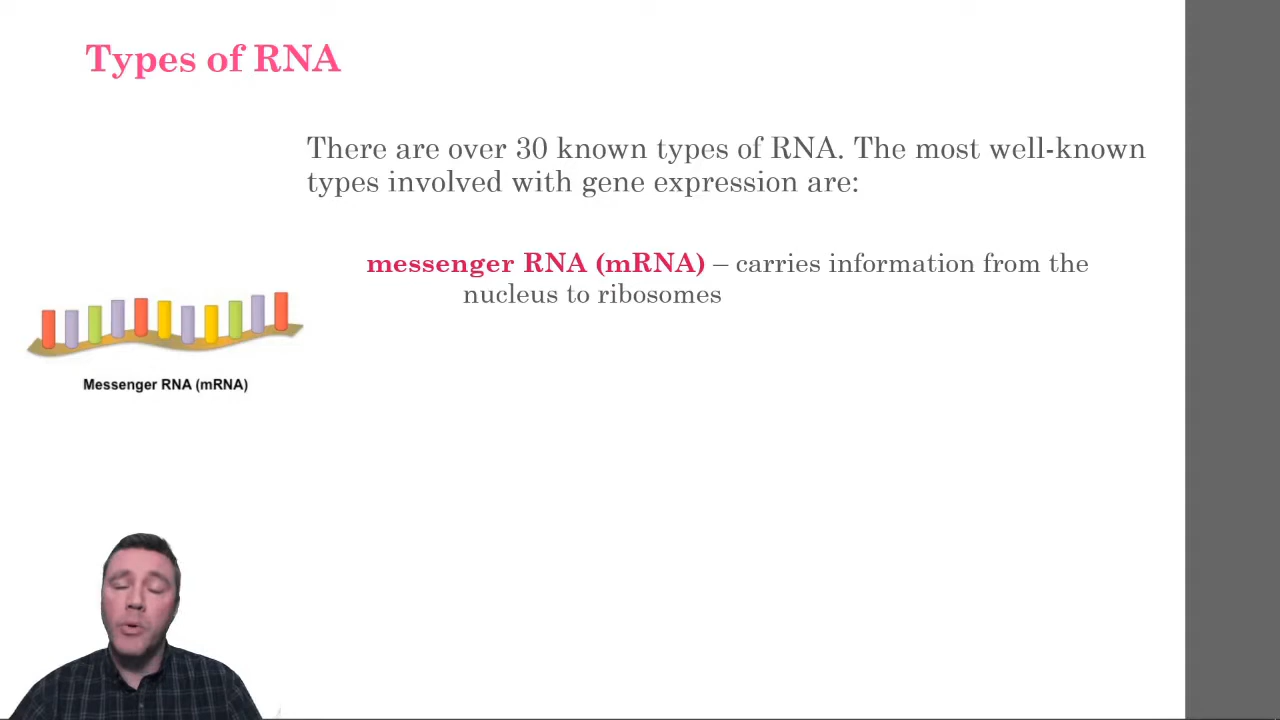 Types of RNA
There are over 30 known types of RNA. The most well-known
types involved with gene expression are:
messenger RNA (mRNA) – carries information from the
nucleus to ribosomes
Messenger RNA (mRNA)